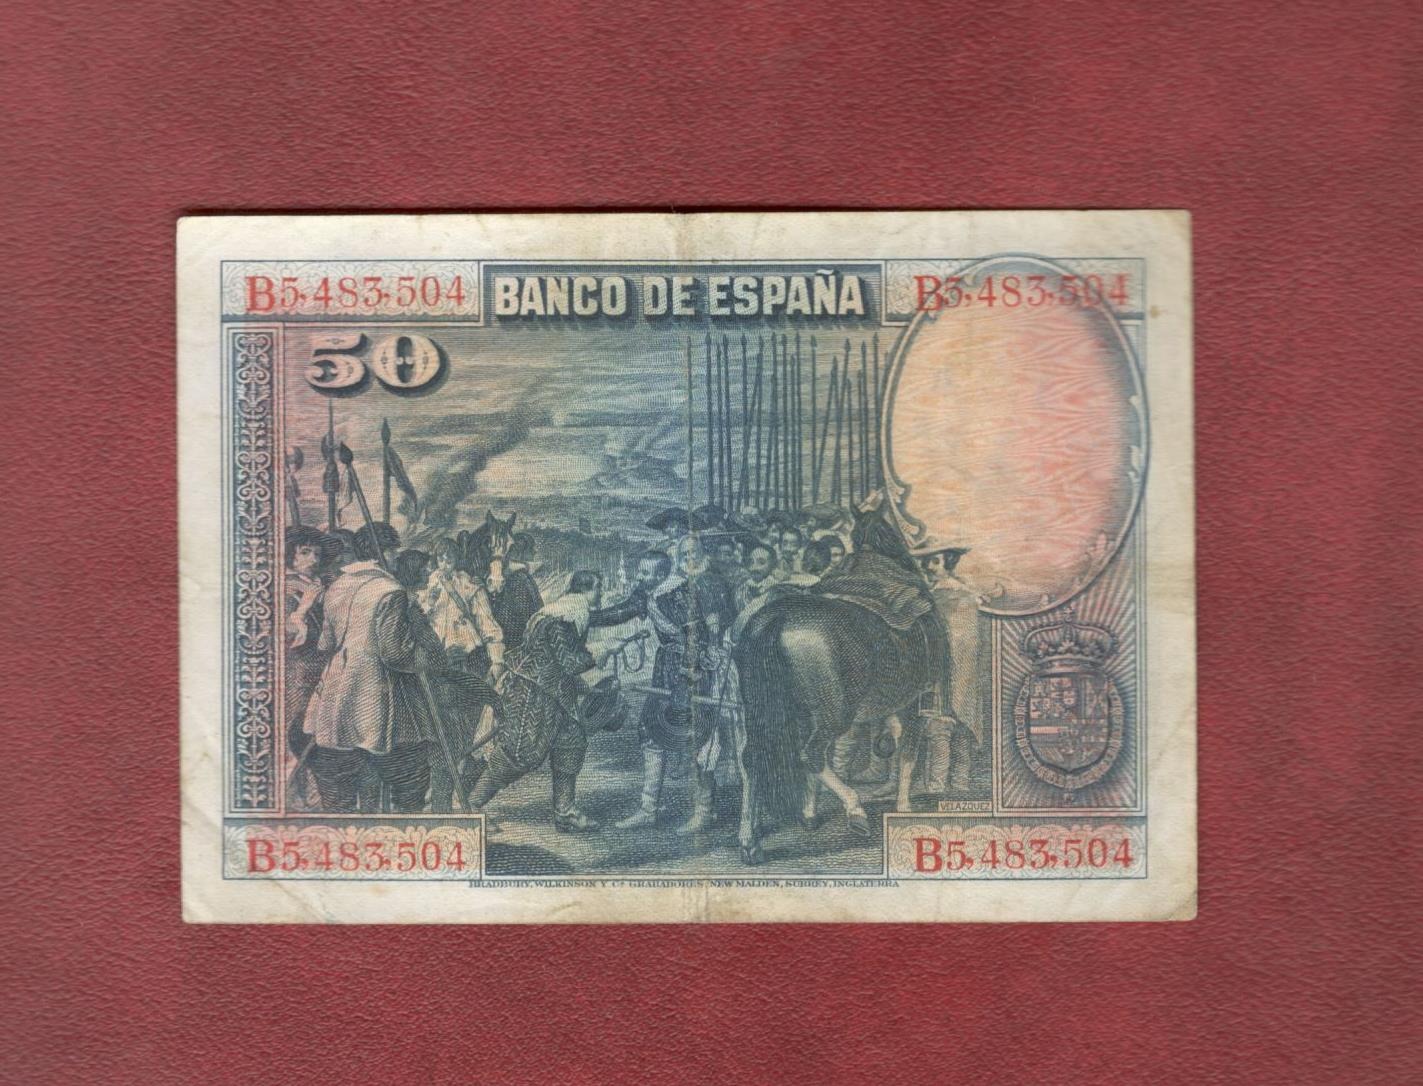 B5,483,504 BANCO DE ESPAÑA B5,483,504
50
VELAZQUEZ
B5,483,504 B5,483,504
BRADBURY, WILKINSON Y Cª GRABADORES, NEW MALDEN, SURREY, INGLATERRA